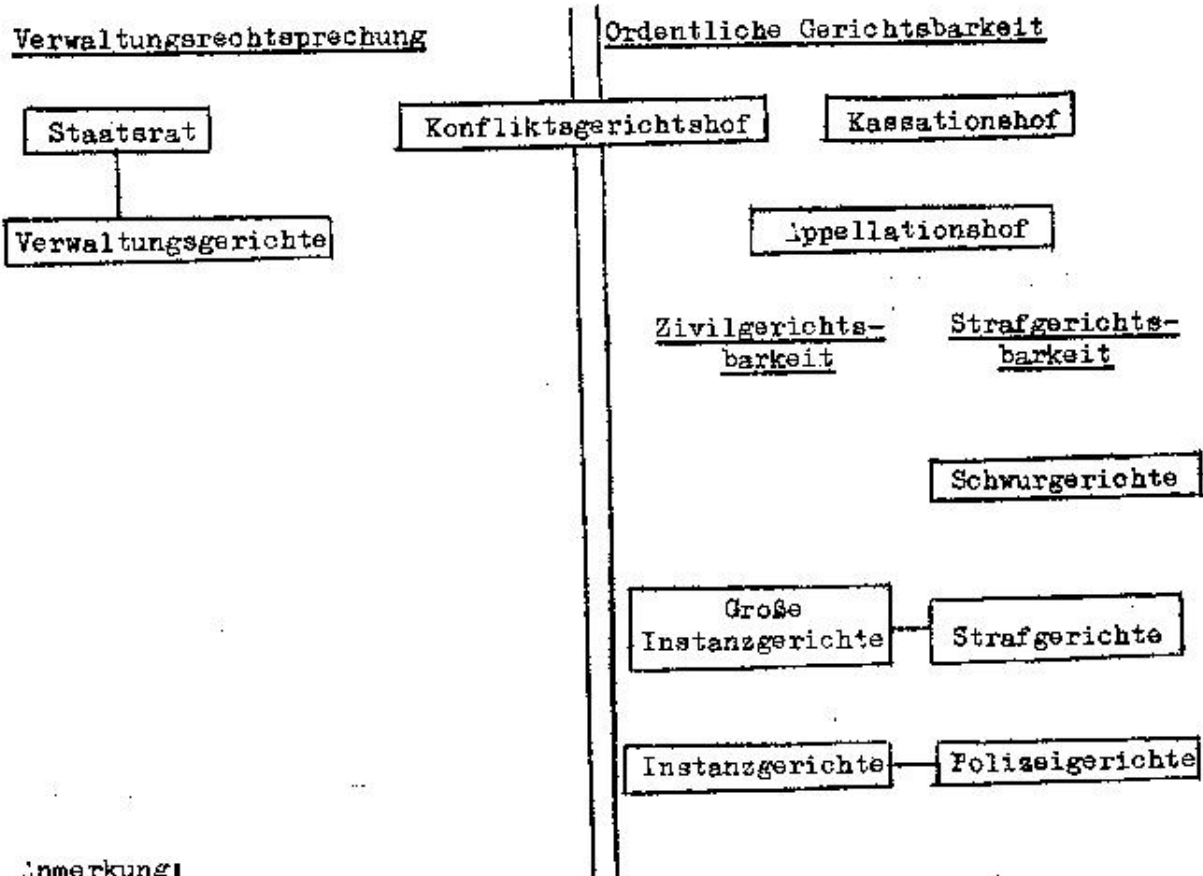 Verwaltungsrechtsprechung
Ordentliche Gerichtsbarkeit
Staatsrat
Konfliktsgerichtshof
Kassationshof
Verwaltungsgerichte
Appellationshof
Zivilgerichts-
barkeit
Strafgerichts-
barkeit
Schwurgerichte
Große
Instanzgerichte
Strafgerichte
Instanzgerichte
Polizeigerichte
Anmerkung: